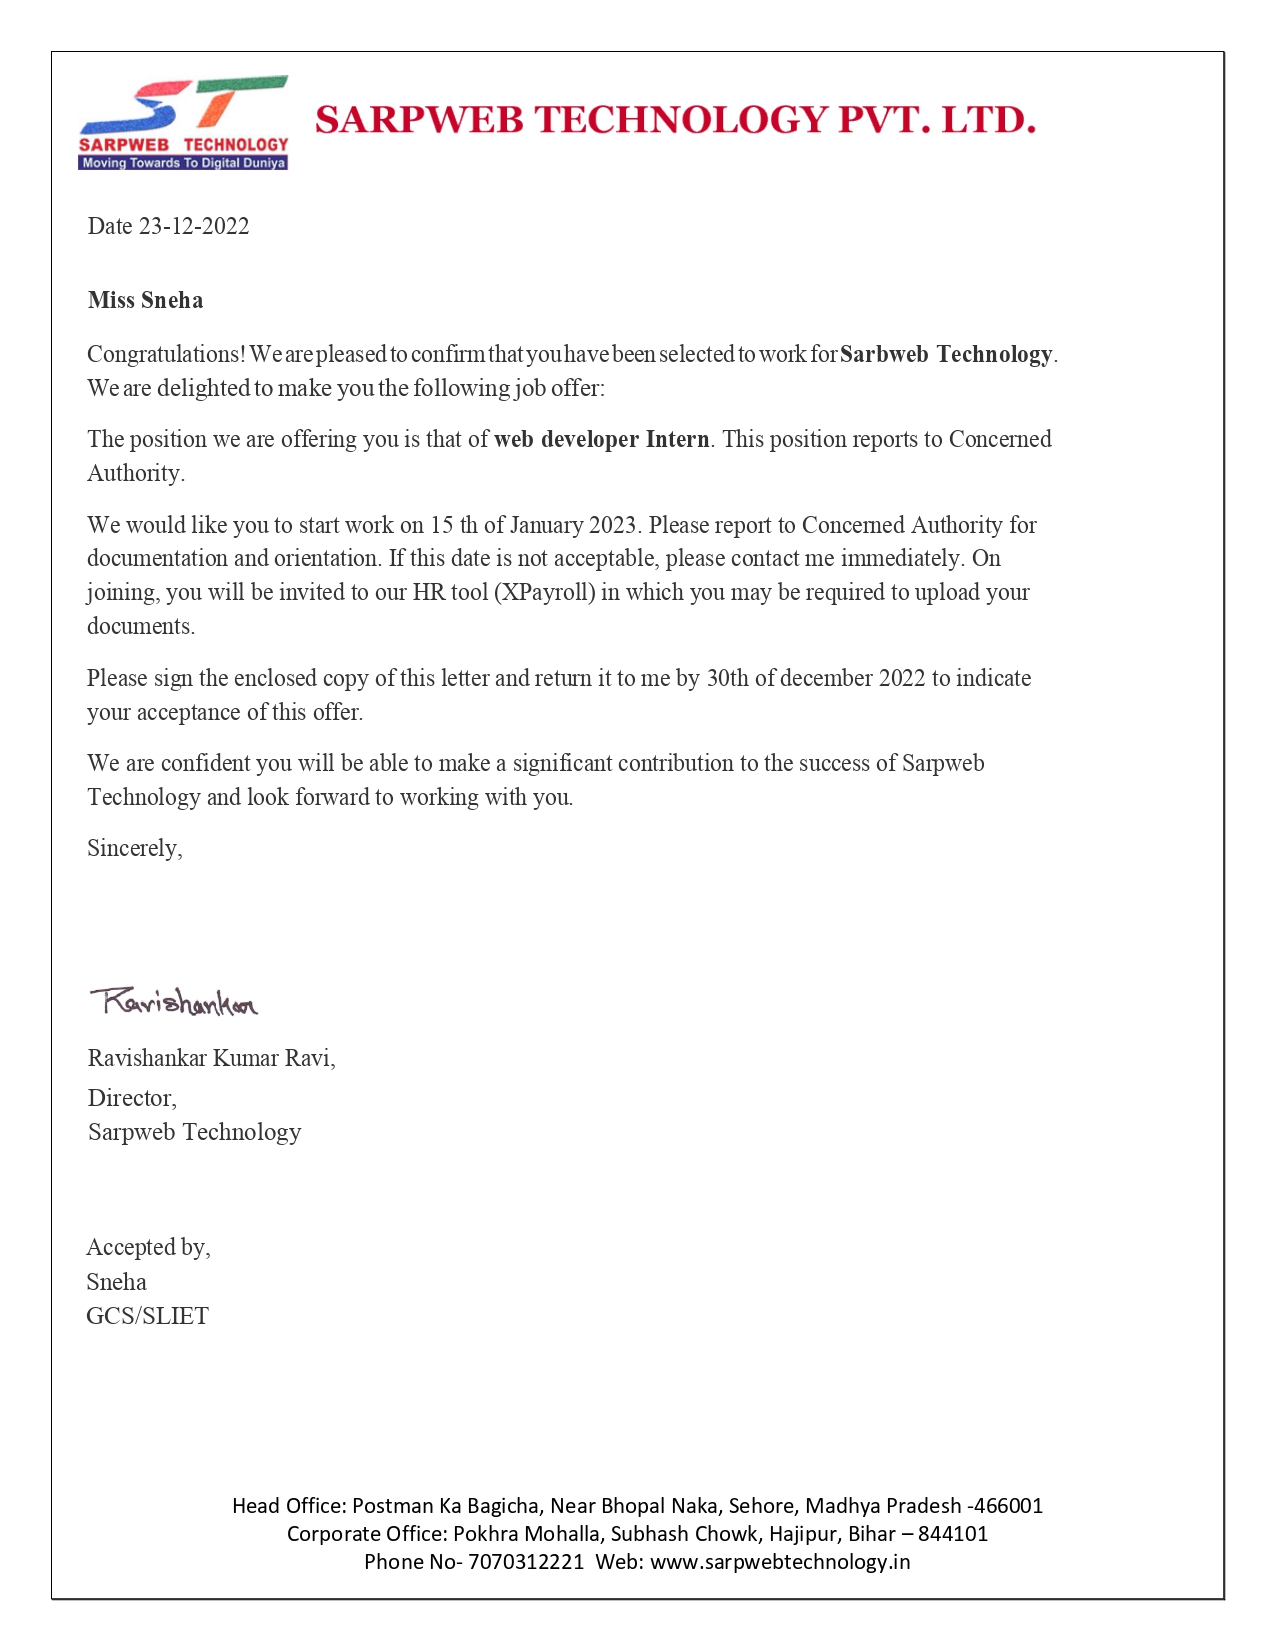 SARPWEB TECHNOLOGY
Moving Towards To Digital Duniya
SARPWEB TECHNOLOGY PVT. LTD.
Date 23-12-2022
Miss Sneha
Congratulations! We are pleased to confirm that you have been selected to work for Sarbweb Technology.
We are delighted to make you the following job offer:
The position we are offering you is that of web developer Intern. This position reports to Concerned
Authority.
We would like you to start work on 15 th of January 2023. Please report to Concerned Authority for
documentation and orientation. If this date is not acceptable, please contact me immediately. On
joining, you will be invited to our HR tool (XPayroll) in which you may be required to upload your
documents.
Please sign the enclosed copy of this letter and return it to me by 30th of december 2022 to indicate
your acceptance of this offer.
We are confident you will be able to make a significant contribution to the success of Sarpweb
Technology and look forward to working with you.
Sincerely,
Ravishankar
Ravishankar Kumar Ravi,
Director,
Sarpweb Technology
Accepted by,
Sneha
GCS/SLIET
Head Office: Postman Ka Bagicha, Near Bhopal Naka, Sehore, Madhya Pradesh -466001
Corporate Office: Pokhra Mohalla, Subhash Chowk, Hajipur, Bihar – 844101
Phone No- 7070312221 Web: www.sarpwebtechnology.in